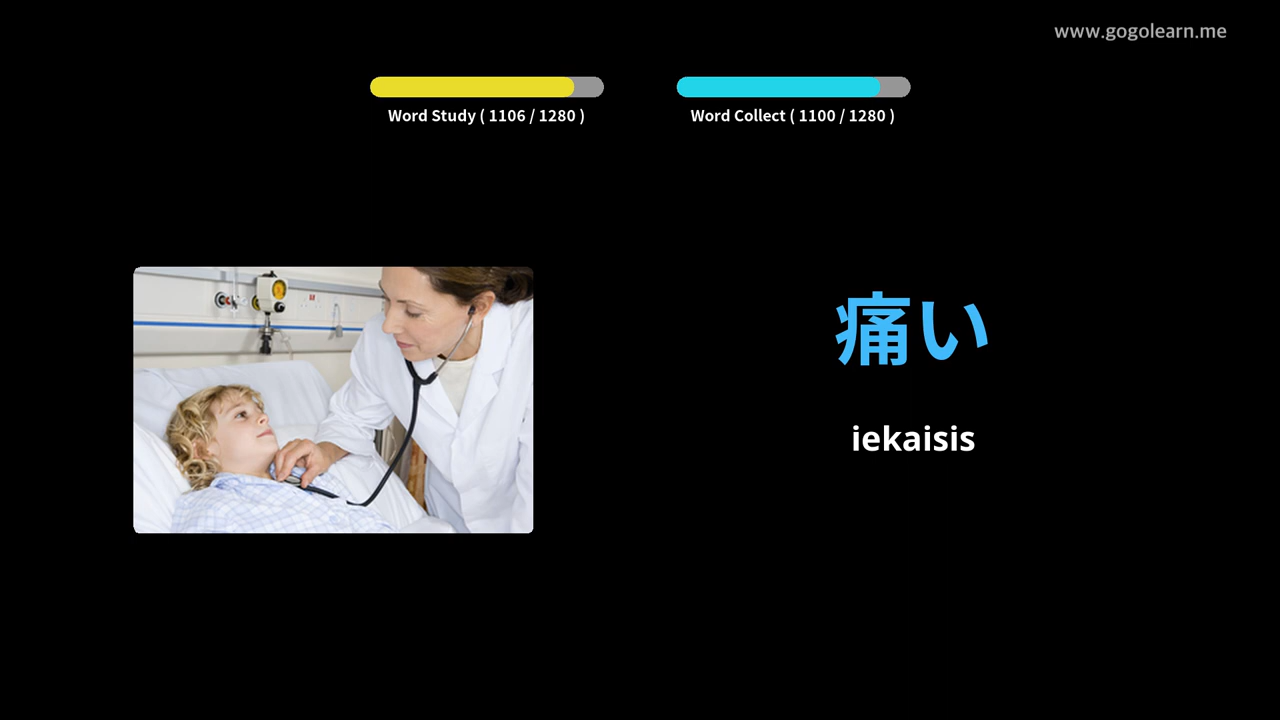 www.gogolearn.me
Word Study ( 1106 / 1280 )
Word Collect ( 1100 / 1280 )
痛い
iekaisis